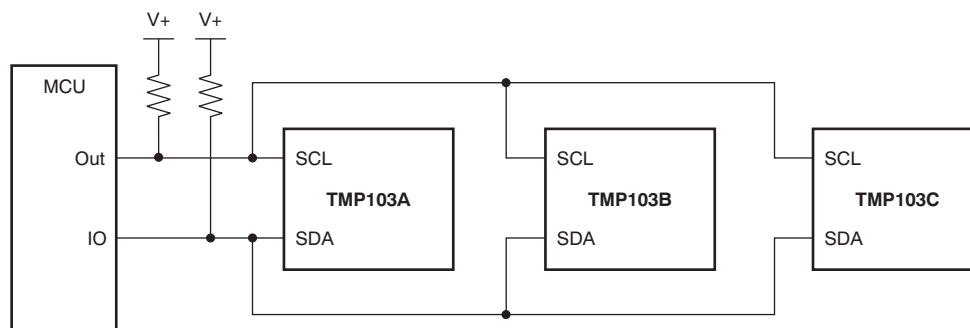 V+ V+
MCU
Out
IO
SCL
TMP103A
SDA
SCL
TMP103B
SDA
SCL
TMP103C
SDA